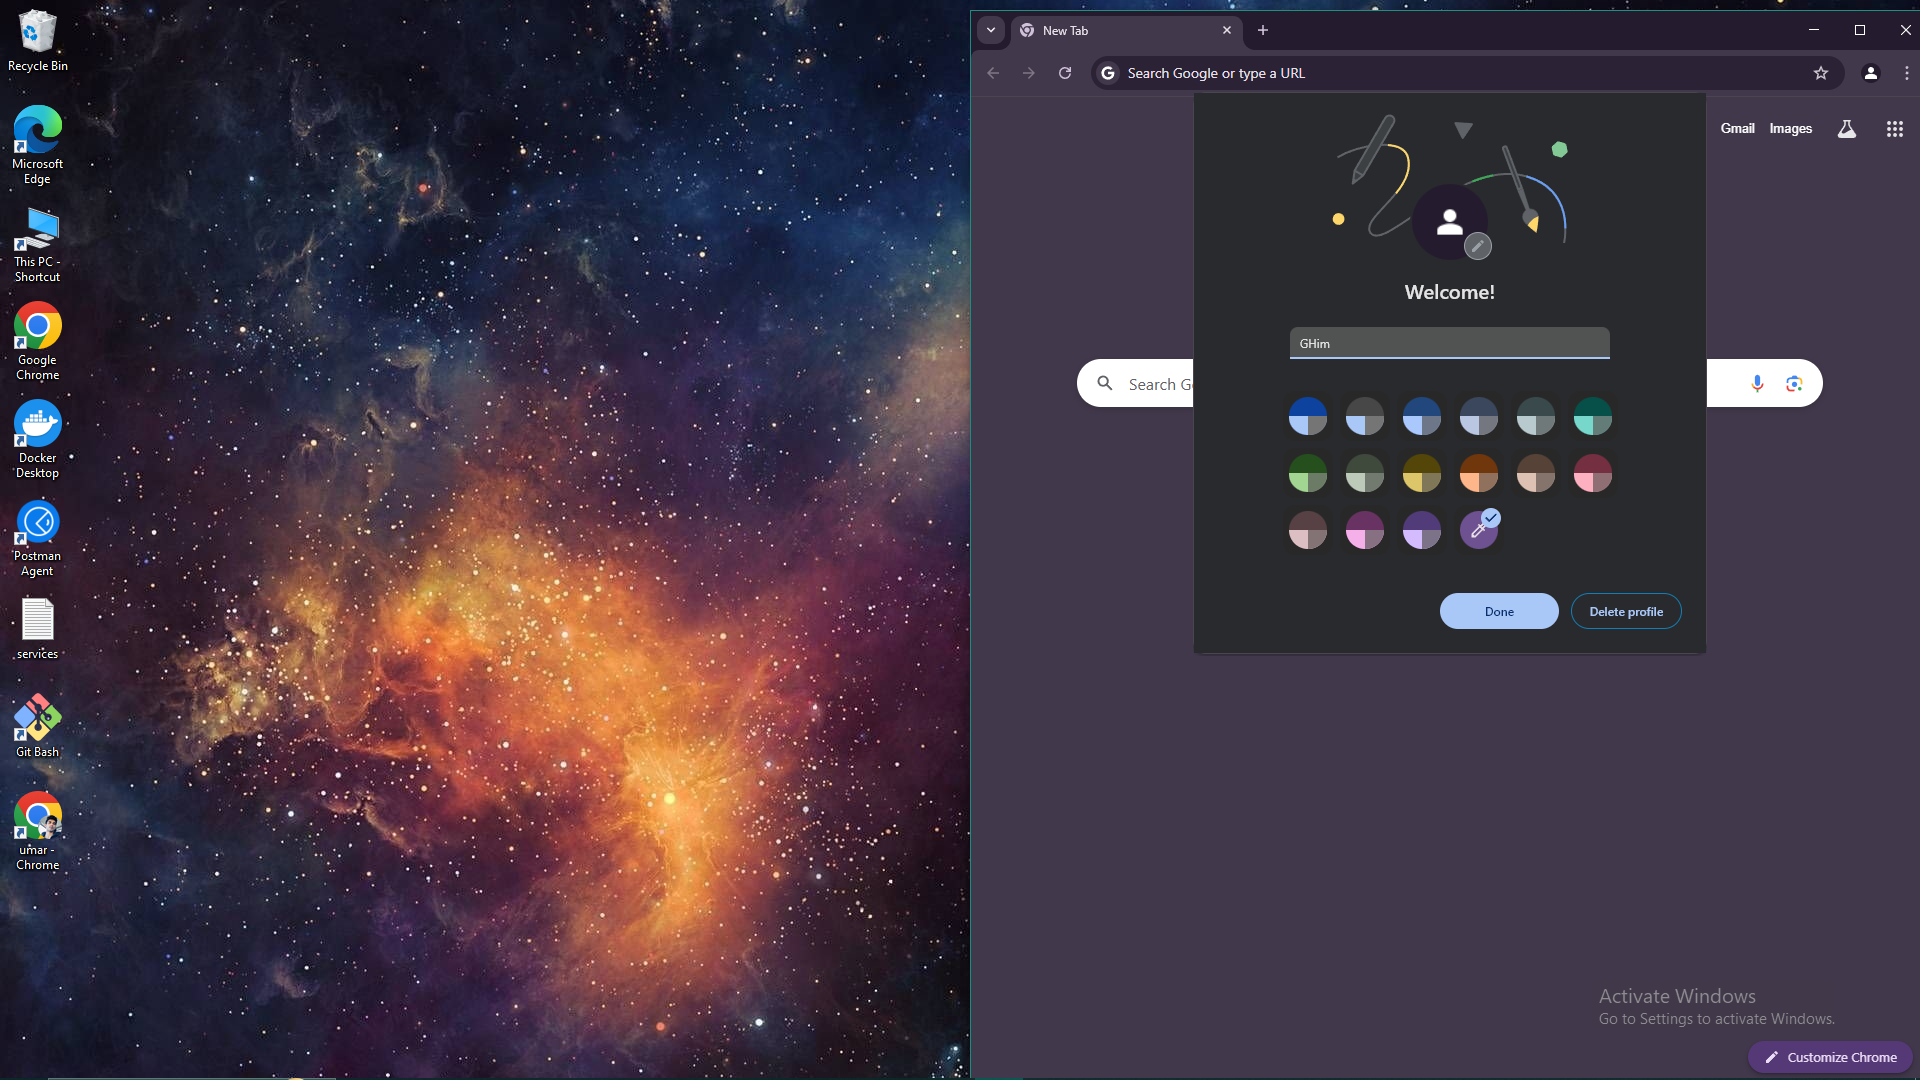 Recycle Bin
Microsoft
Edge
This PC -
Shortcut
Google
Chrome
Docker
Desktop
Postman
Agent
services
Git Bash
umar -
Chrome
New Tab
Search Google or type a URL
Gmail Images
Search Go
Welcome!
GHim
Done Delete profile
Activate Windows
Go to Settings to activate Windows.
Customize Chrome